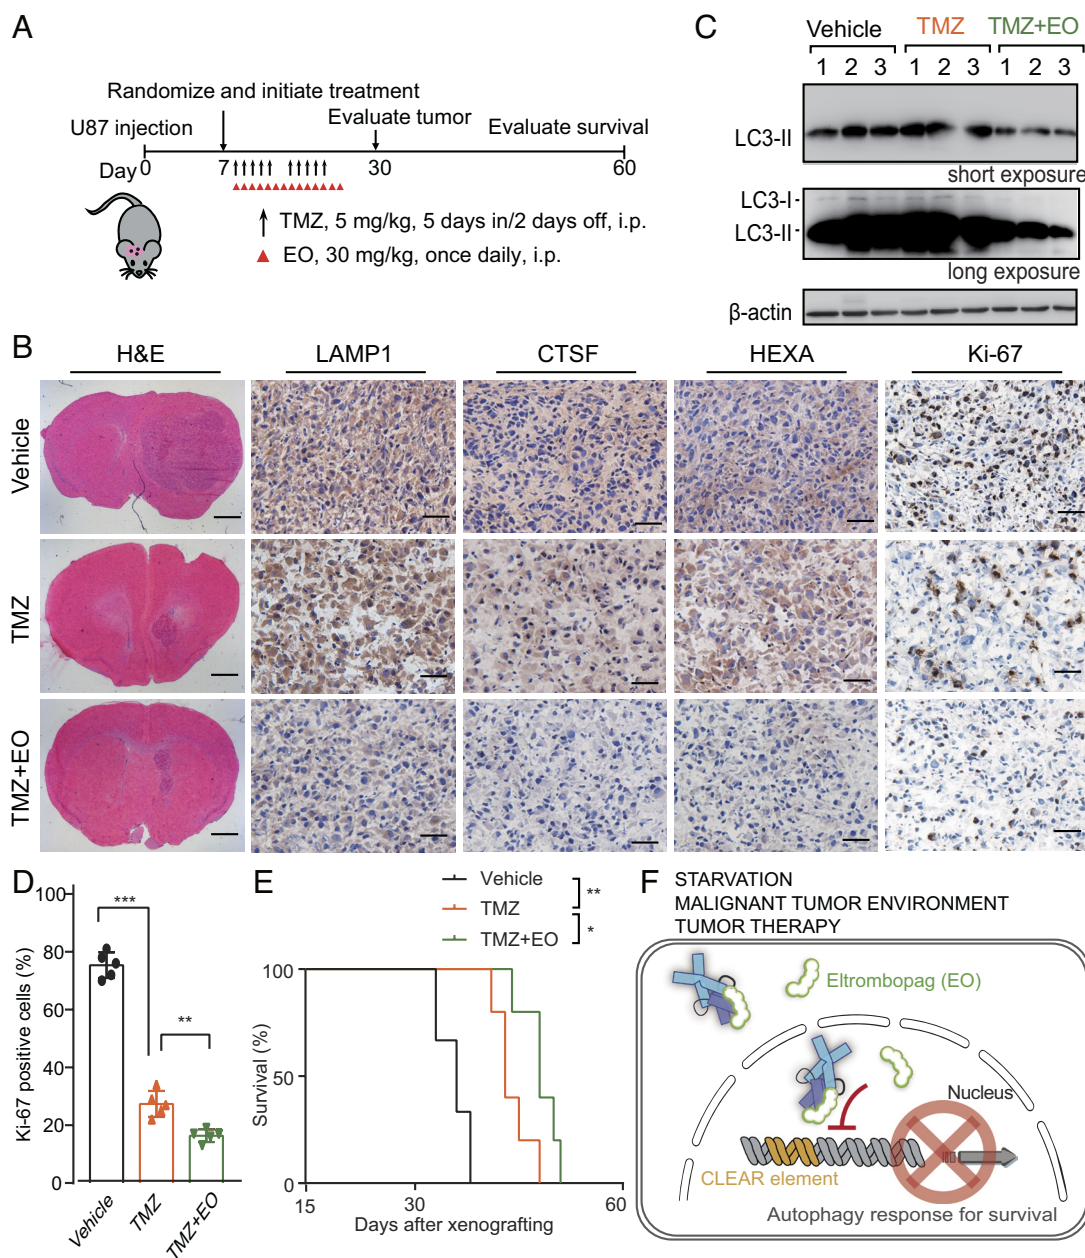 A
Randomize and initiate treatment
U87 injection
Evaluate tumor
Evaluate survival
Day 0 7 30 60
TMZ, 5 mg/kg, 5 days in/2 days off, i.p.
EO, 30 mg/kg, once daily, i.p.
C
Vehicle TMZ TMZ+EO
1 2 3 1 2 3 1 2 3
LC3-II
short exposure
LC3-I
LC3-II
long exposure
β-actin
B
H&E LAMP1 CTSF HEXA Ki-67
Vehicle
TMZ
TMZ+EO
D
Ki-67 positive cells (%)
100
80
60
40
20
0
***
**
Vehicle TMZ TMZ+EO
E
Vehicle
TMZ
TMZ+EO
**
*
Survival (%)
100
50
0
15 30 60
Days after xenografting
F
STARVATION
MALIGNANT TUMOR ENVIRONMENT
TUMOR THERAPY
Eltrombopag (EO)
Nucleus
CLEAR element
Autophagy response for survival